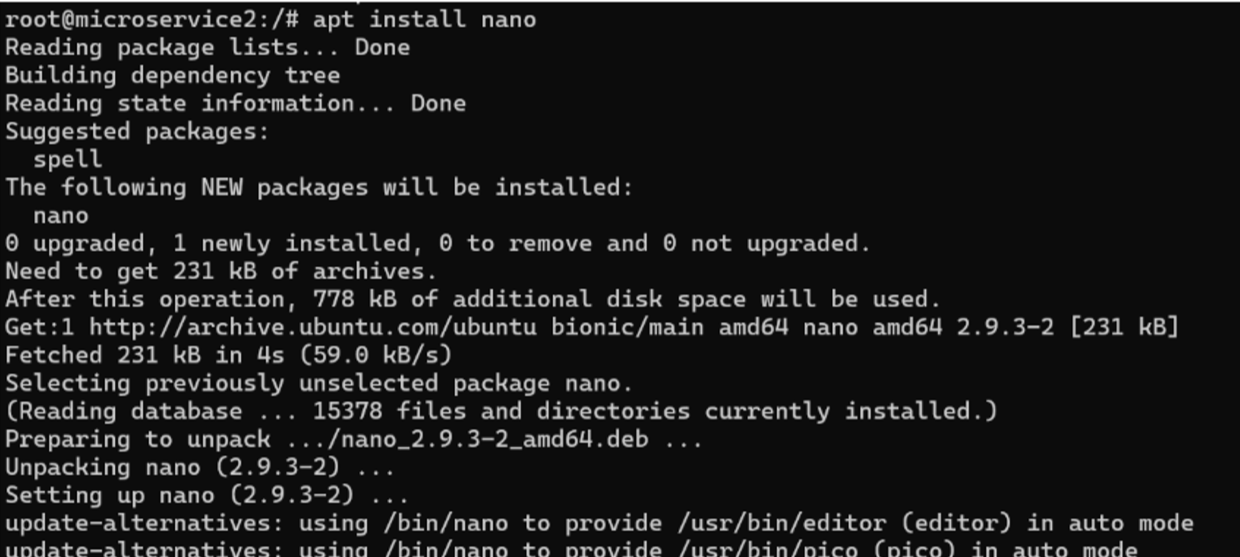 root@microservice2:/# apt install nano
Reading package lists... Done
Building dependency tree
Reading state information... Done
Suggested packages:
  spell
The following NEW packages will be installed:
  nano
0 upgraded, 1 newly installed, 0 to remove and 0 not upgraded.
Need to get 231 kB of archives.
After this operation, 778 kB of additional disk space will be used.
Get:1 http://archive.ubuntu.com/ubuntu bionic/main amd64 nano amd64 2.9.3-2 [231 kB]
Fetched 231 kB in 4s (59.0 kB/s)
Selecting previously unselected package nano.
(Reading database ... 15378 files and directories currently installed.)
Preparing to unpack .../nano_2.9.3-2_amd64.deb ...
Unpacking nano (2.9.3-2) ...
Setting up nano (2.9.3-2) ...
update-alternatives: using /bin/nano to provide /usr/bin/editor (editor) in auto mode
update-alternatives: using /bin/nano to provide /usr/bin/pico (pico) in auto mode